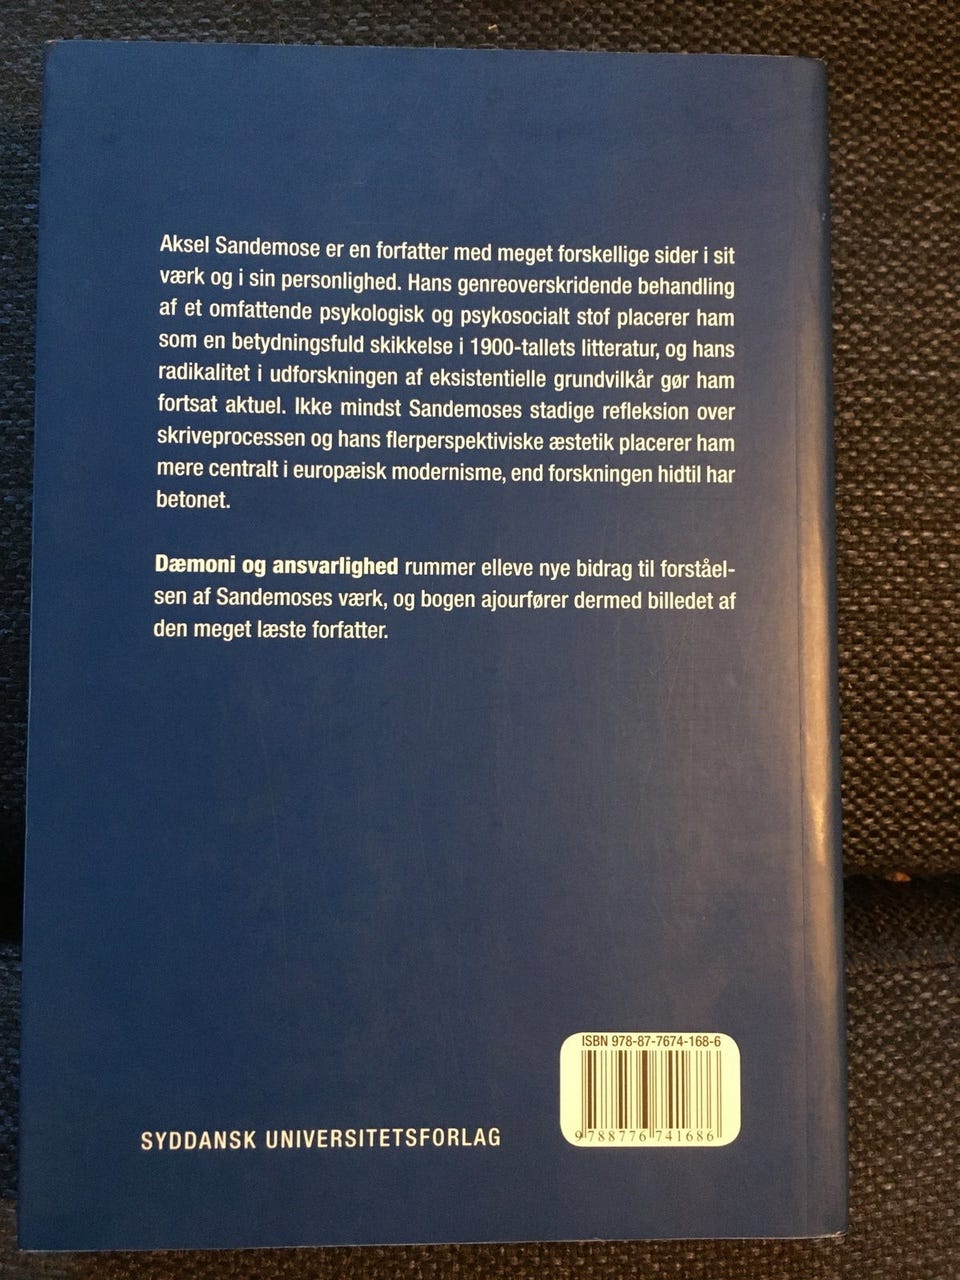 Aksel Sandemose er en forfatter med meget forskellige sider i sit
værk og i sin personlighed. Hans genreoverskridende behandling
af et omfattende psykologisk og psykosocialt stof placerer ham
som en betydningsfuld skikkelse i 1900-tallets litteratur, og hans
radikalitet i udforskningen af eksistentielle grundvilkår gør ham
fortsat aktuel. Ikke mindst Sandemoses stadige refleksion over
skriveprocessen og hans flerperspektiviske æstetik placerer ham
mere centralt i europæisk modernisme, end forskningen hidtil har
betonet.
Dæmoni og ansvarlighed rummer elleve nye bidrag til forståel-
sen af Sandemoses værk, og bogen ajourfører dermed billedet af
den meget læste forfatter.
ISBN 978-87-7674-168-6
9 788776 741686
SYDDANSK UNIVERSITETSFORLAG